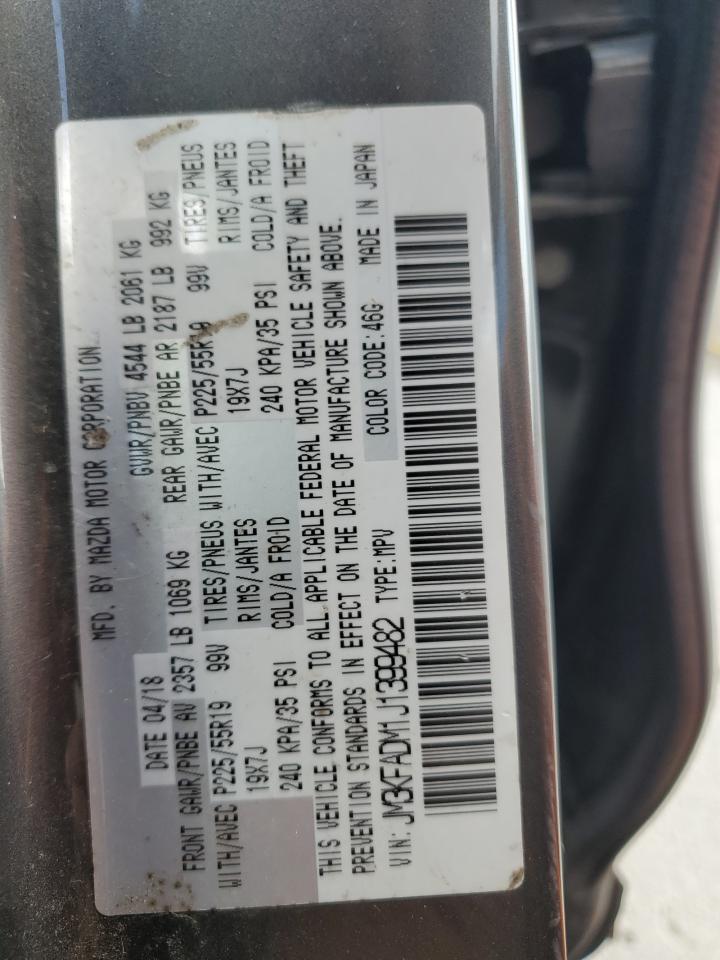 MFD. BY MAZDA MOTOR CORPORATION
DATE 04/18 GVWR/PNBV 4544 LB 2061 KG
FRONT GAWR/PNBE AV 2357 LB 1069 KG REAR GAWR/PNBE AR 2187 LB 992 KG
WITH/AVEC P225/55R19 99V TIRES/PNEUS WITH/AVEC P225/55R19 99V TIRES/PNEUS
19X7J RIMS/JANTES 19X7J RIMS/JANTES
240 KPA/35 PSI COLD/A FROID 240 KPA/35 PSI COLD/A FROID
THIS VEHICLE CONFORMS TO ALL APPLICABLE FEDERAL MOTOR VEHICLE SAFETY AND THEFT
PREVENTION STANDARDS IN EFFECT ON THE DATE OF MANUFACTURE SHOWN ABOVE.
VIN: JM3KFADM1J1399482 TYPE:MPV COLOR CODE:46G MADE IN JAPAN